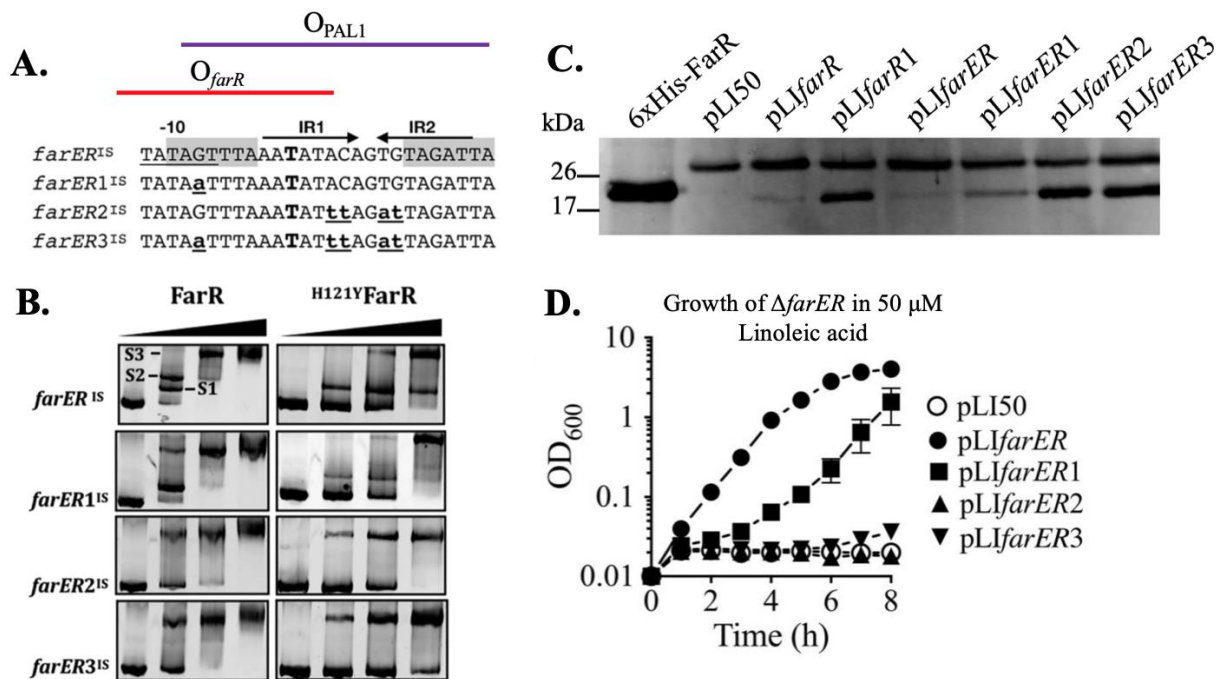 A.
O_PAL1
O_farR
-10 IR1 IR2
farER^IS TATAGTTTAAATATACAGTGTAGATTA
farER1^IS TATAaTTTAAATATACAGTGTAGATTA
farER2^IS TATAGTTTAAATATttAGatTAGATTA
farER3^IS TATAaTTTAAATATttAGatTAGATTA
B.
FarR H121YFarR
S3
S2
S1
farER IS
farER1^IS
farER2^IS
farER3^IS
C.
6xHis-FarR pLI50 pLIfarR pLIfarR1 pLIfarER pLIfarER1 pLIfarER2 pLIfarER3
kDa
26
17
D.
Growth of ΔfarER in 50 μM
Linoleic acid
OD600
10
1
0.1
0.01
0 2 4 6 8
Time (h)
pLI50
pLIfarER
pLIfarER1
pLIfarER2
pLIfarER3